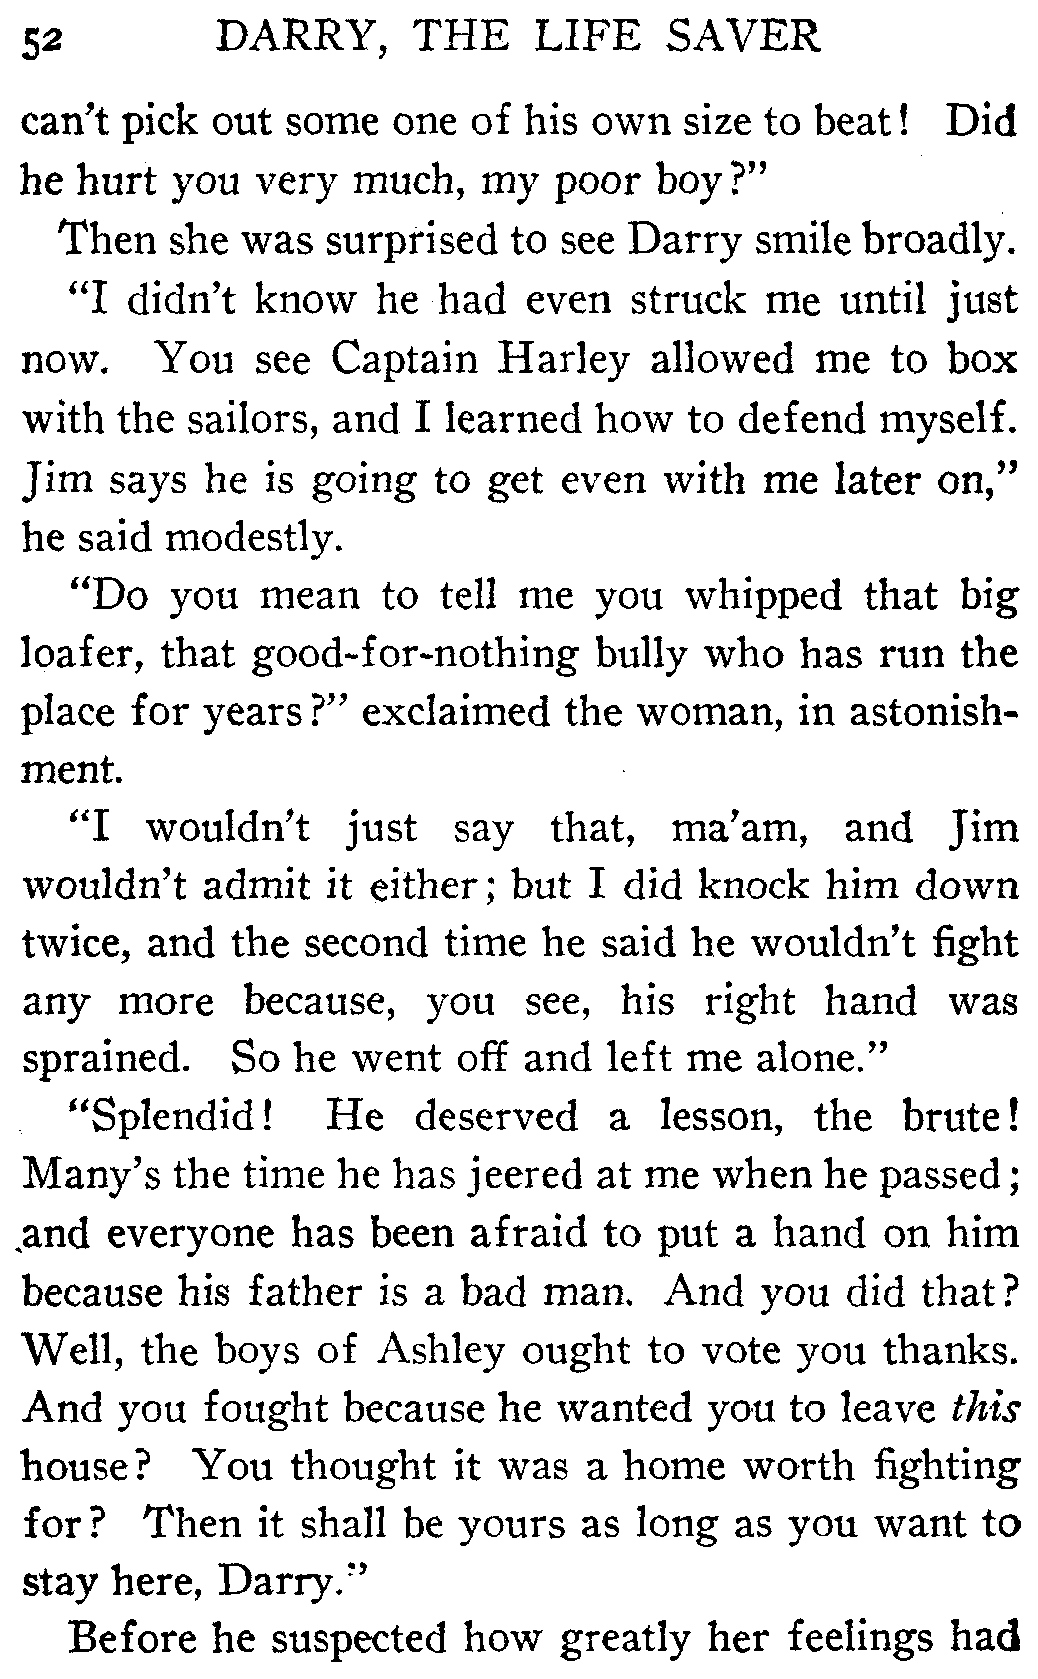 52 DARRY, THE LIFE SAVER
can't pick out some one of his own size to beat! Did
he hurt you very much, my poor boy?"
Then she was surprised to see Darry smile broadly.
"I didn't know he had even struck me until just
now. You see Captain Harley allowed me to box
with the sailors, and I learned how to defend myself.
Jim says he is going to get even with me later on,"
he said modestly.
"Do you mean to tell me you whipped that big
loafer, that good-for-nothing bully who has run the
place for years?" exclaimed the woman, in astonish-
ment.
"I wouldn't just say that, ma'am, and Jim
wouldn't admit it either; but I did knock him down
twice, and the second time he said he wouldn't fight
any more because, you see, his right hand was
sprained. So he went off and left me alone."
"Splendid! He deserved a lesson, the brute!
Many's the time he has jeered at me when he passed;
and everyone has been afraid to put a hand on him
because his father is a bad man. And you did that?
Well, the boys of Ashley ought to vote you thanks.
And you fought because he wanted you to leave this
house? You thought it was a home worth fighting
for? Then it shall be yours as long as you want to
stay here, Darry."
Before he suspected how greatly her feelings had